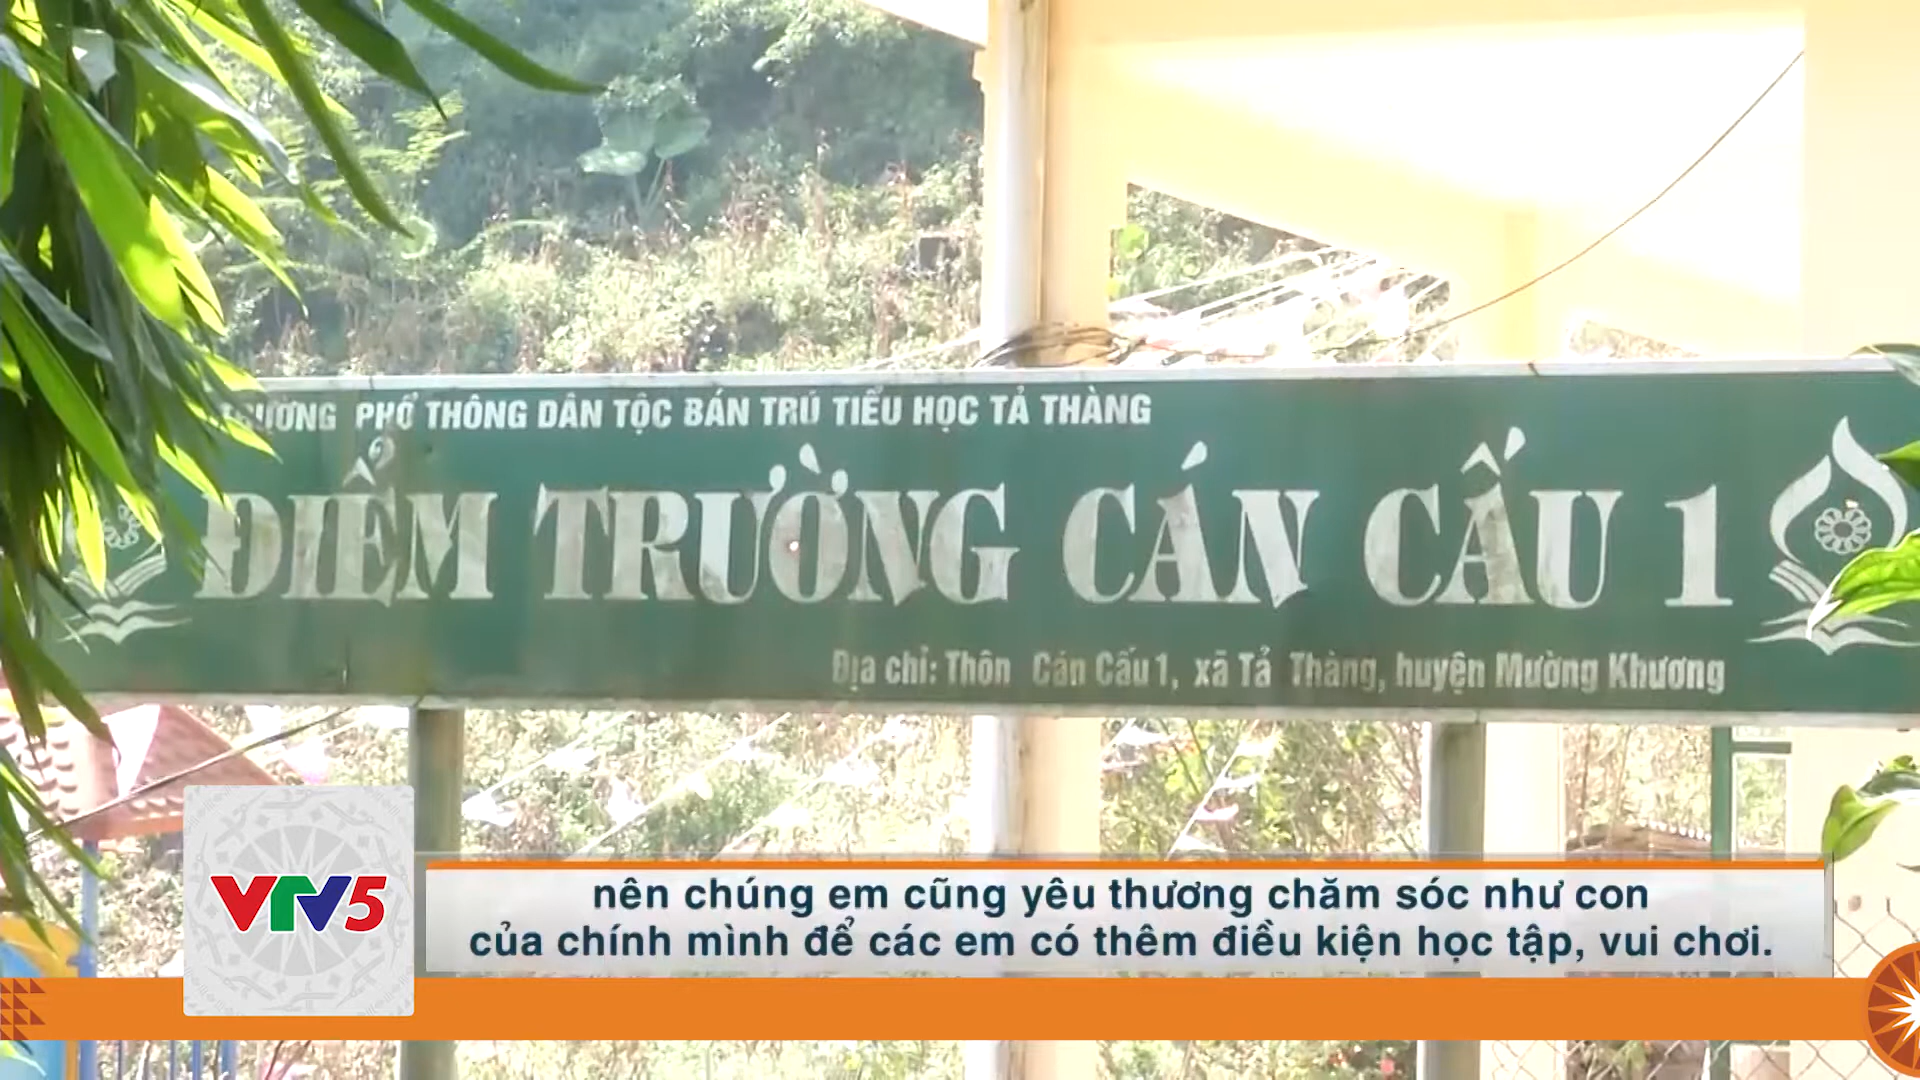 TRƯỜNG PHỔ THÔNG DÂN TỘC BÁN TRÚ TIỂU HỌC TẢ THÀNG
ĐIỂM TRƯỜNG CÁN CẤU 1
Địa chỉ: Thôn Cán Cấu 1, xã Tả Thàng, huyện Mường Khương
VTV5
nên chúng em cũng yêu thương chăm sóc như con
của chính mình để các em có thêm điều kiện học tập, vui chơi.